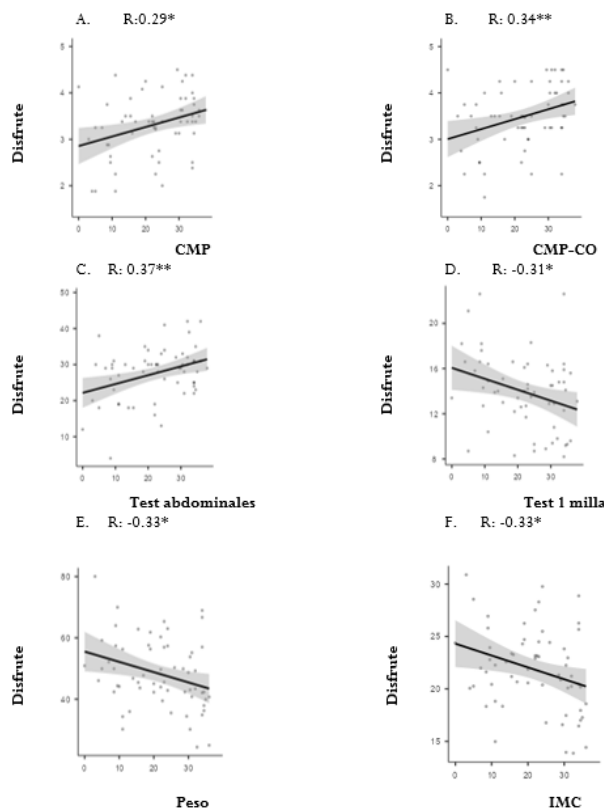 A. R:0.29*
B. R: 0.34**
5
4
3
2
Disfrute
0 10 20 30
CMP
5
4
3
2
1
Disfrute
0 10 20 30
CMP-CO
C. R: 0.37**
D. R: -0.31*
50
40
30
20
10
Disfrute
0 10 20 30
Test abdominales
20
16
12
8
Disfrute
0 10 20 30
Test 1 milla
E. R: -0.33*
F. R: -0.33*
80
60
40
Disfrute
0 10 20 30
Peso
30
25
20
15
Disfrute
0 10 20 30
IMC